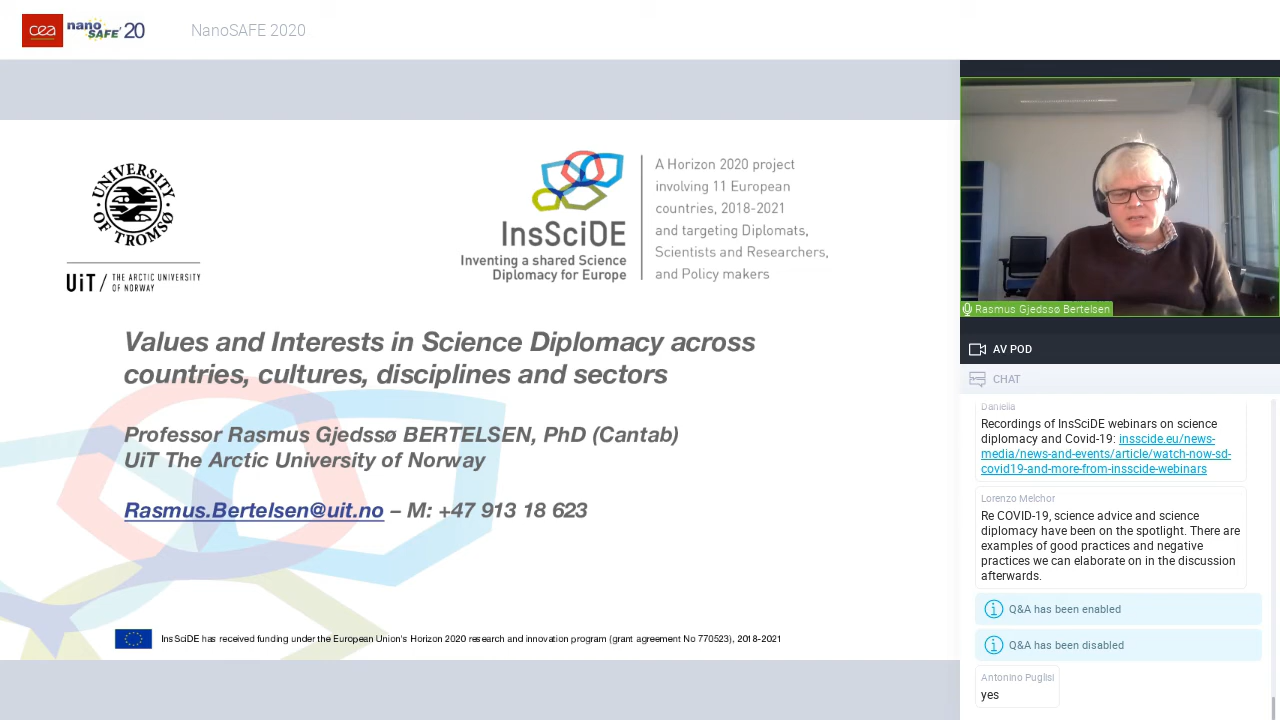 cea nano SAFE' 20
NanoSAFE 2020
UNIVERSITY OF TROMSØ
UiT / THE ARCTIC UNIVERSITY
OF NORWAY
InsSciDE
Inventing a shared Science
Diplomacy for Europe
A Horizon 2020 project
involving 11 European
countries, 2018-2021
and targeting Diplomats,
Scientists and Researchers,
and Policy makers
Values and Interests in Science Diplomacy across
countries, cultures, disciplines and sectors
Professor Rasmus Gjedssø BERTELSEN, PhD (Cantab)
UiT The Arctic University of Norway
Rasmus.Bertelsen@uit.no – M: +47 913 18 623
InsSciDE has received funding under the European Union's Horizon 2020 research and innovation program (grant agreement No 770523), 2018-2021
Rasmus Gjedssø Bertelsen
AV POD
CHAT
Daniella
Recordings of InsSciDE webinars on science
diplomacy and Covid-19: insscide.eu/news-
media/news-and-events/article/watch-now-sd-
covid19-and-more-from-insscide-webinars
Lorenzo Melchor
Re COVID-19, science advice and science
diplomacy have been on the spotlight. There are
examples of good practices and negative
practices we can elaborate on in the discussion
afterwards.
Q&A has been enabled
Q&A has been disabled
Antonino Puglisi
yes